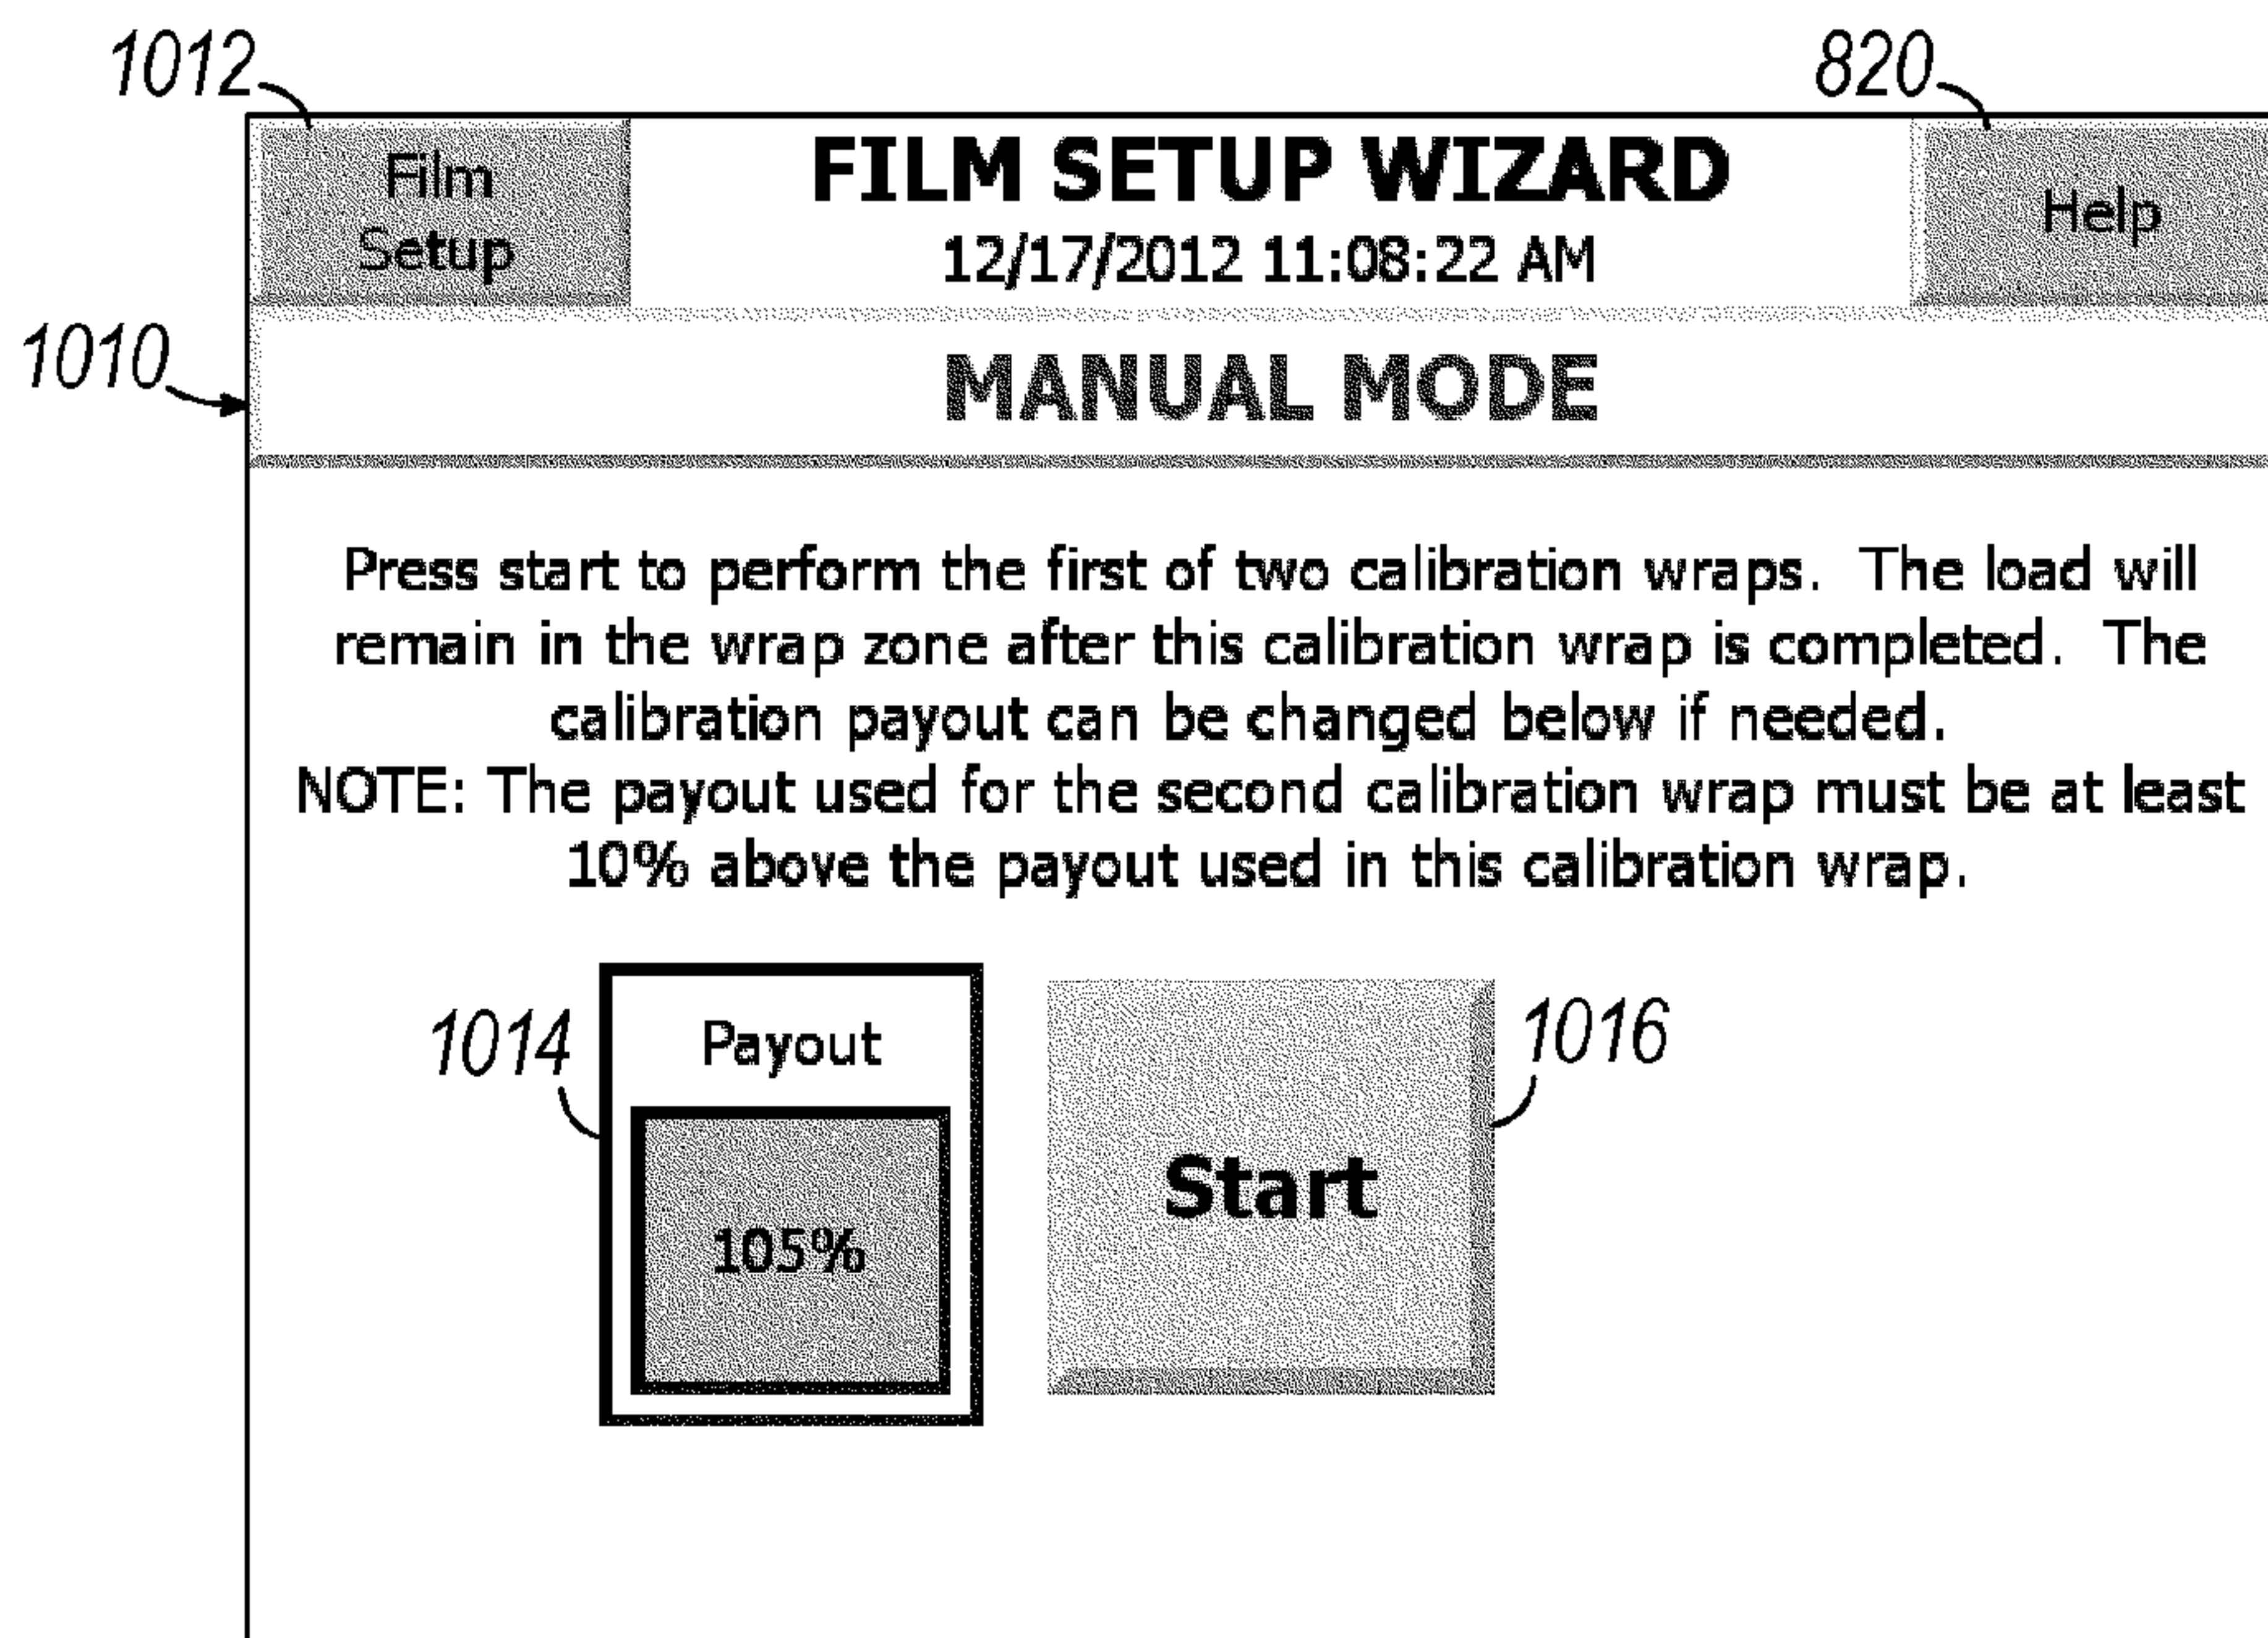 1012
820
Film
Setup
FILM SETUP WIZARD
12/17/2012 11:08:22 AM
Help
1010
MANUAL MODE
Press start to perform the first of two calibration wraps.  The load will
remain in the wrap zone after this calibration wrap is completed.  The
calibration payout can be changed below if needed.
NOTE: The payout used for the second calibration wrap must be at least
10% above the payout used in this calibration wrap.
1014
Payout
105%
Start
1016